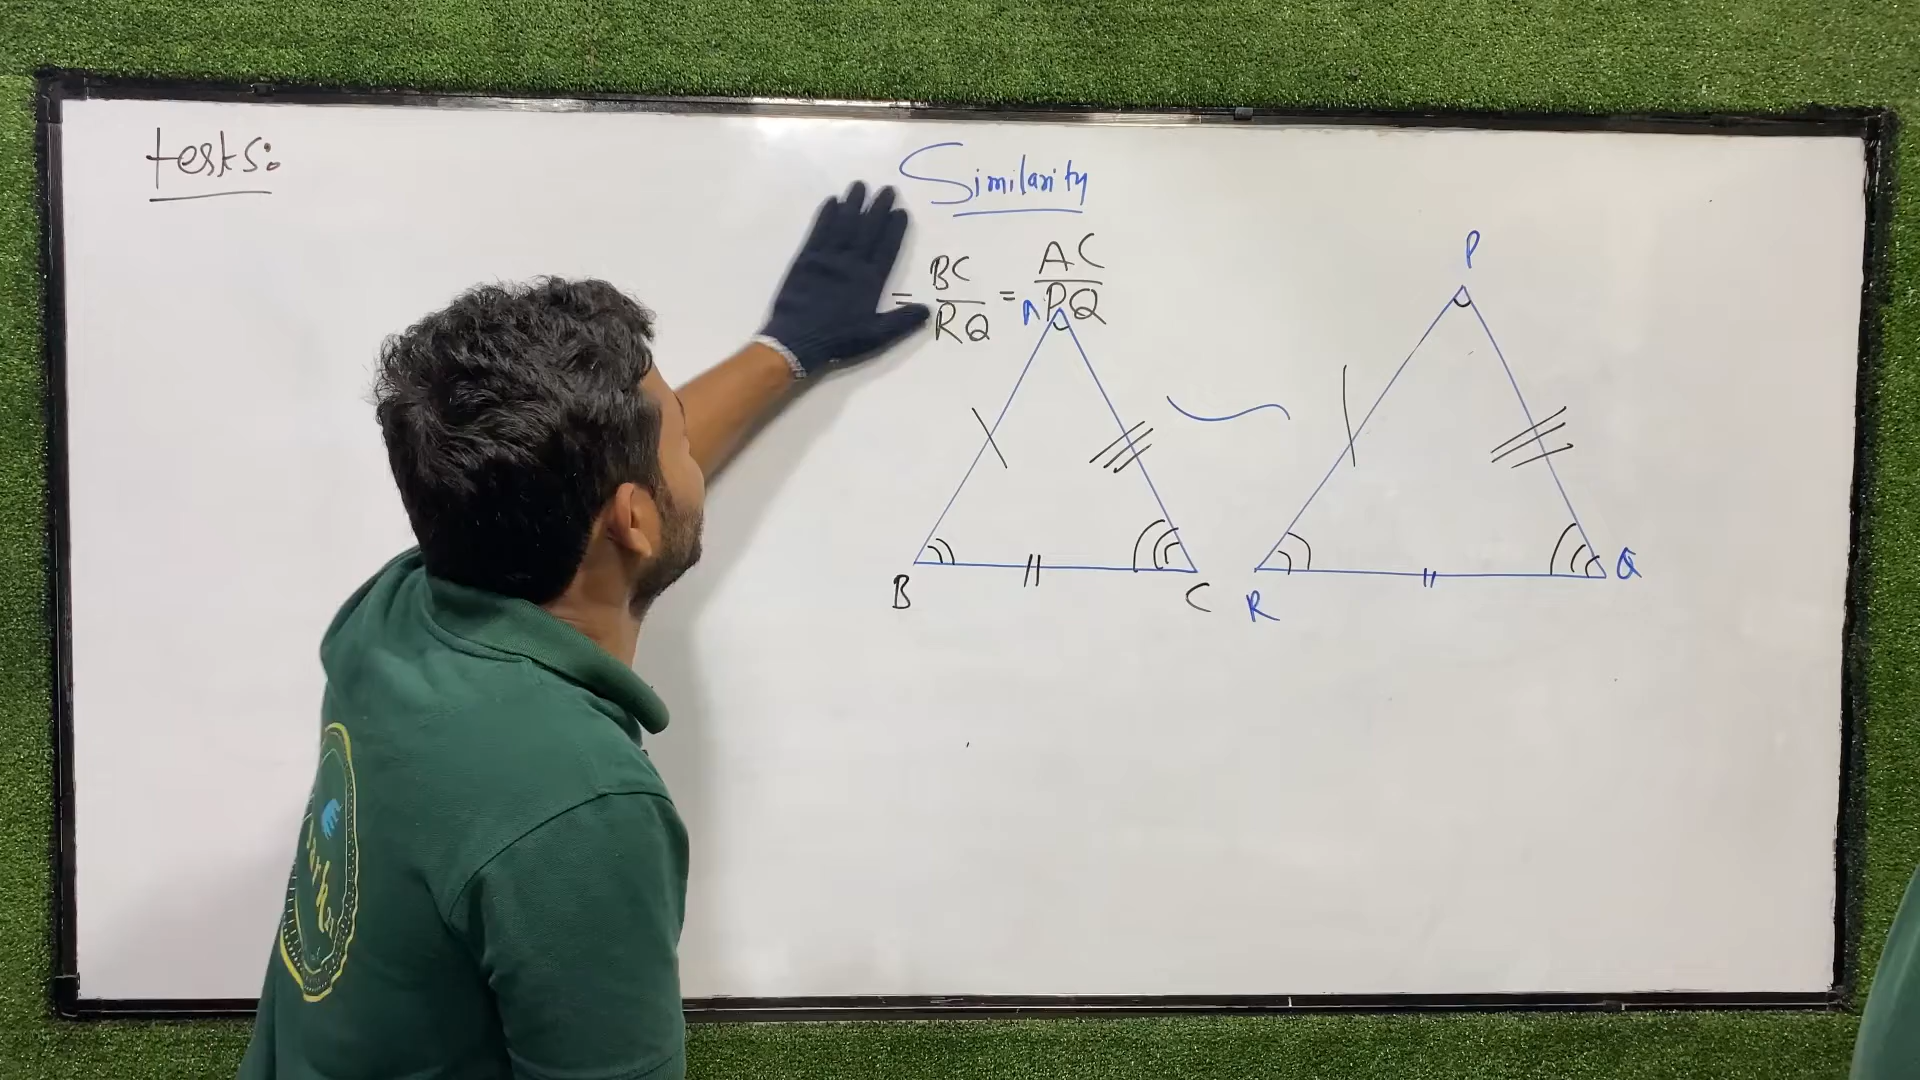 tests:
Similarity
= BC/RQ = AC/PQ
A
P
B
C
R
Q